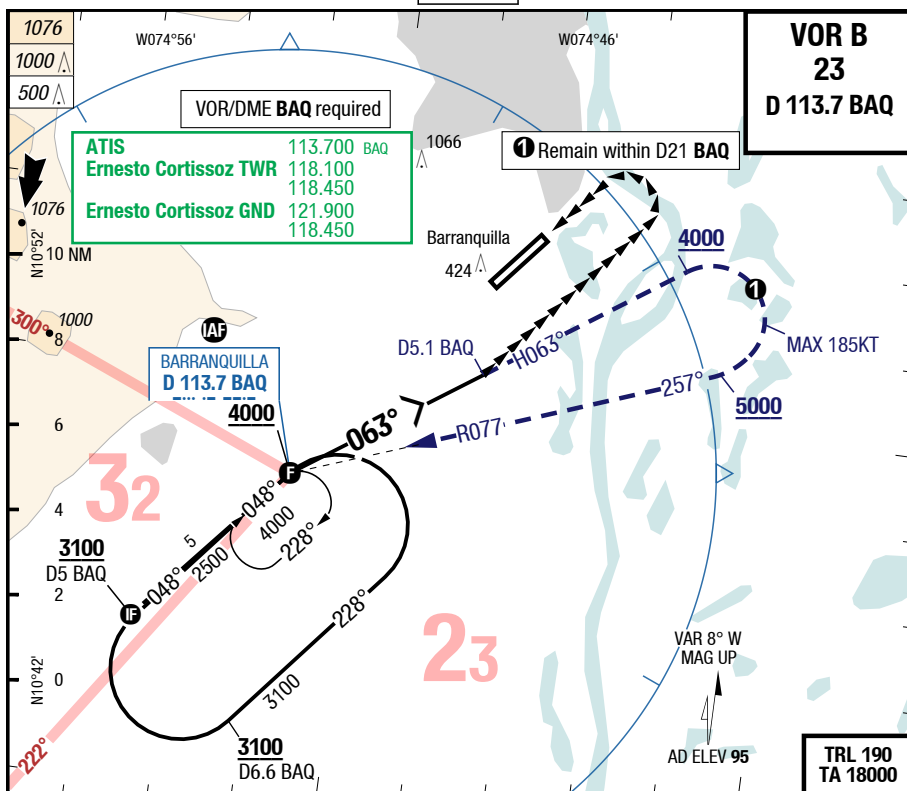 1076
1000
500
W074°56'
W074°46'
VOR B
23
D 113.7 BAQ
VOR/DME BAQ required
ATIS 113.700 BAQ
Ernesto Cortissoz TWR 118.100
118.450
Ernesto Cortissoz GND 121.900
118.450
1066
1 Remain within D21 BAQ
1076
N10°52'
10 NM
Barranquilla
424
4000
1
MAX 185KT
1000
300°
8
IAF
BARRANQUILLA
D 113.7 BAQ
4000
D5.1 BAQ
H063°
257°
5000
R077
063°
6
F
32
048°
4000
228°
4
5
2500
3100
D5 BAQ
048°
IF
2
228°
23
VAR 8° W
MAG UP
N10°42'
0
3100
3100
D6.6 BAQ
222°
AD ELEV 95
TRL 190
TA 18000